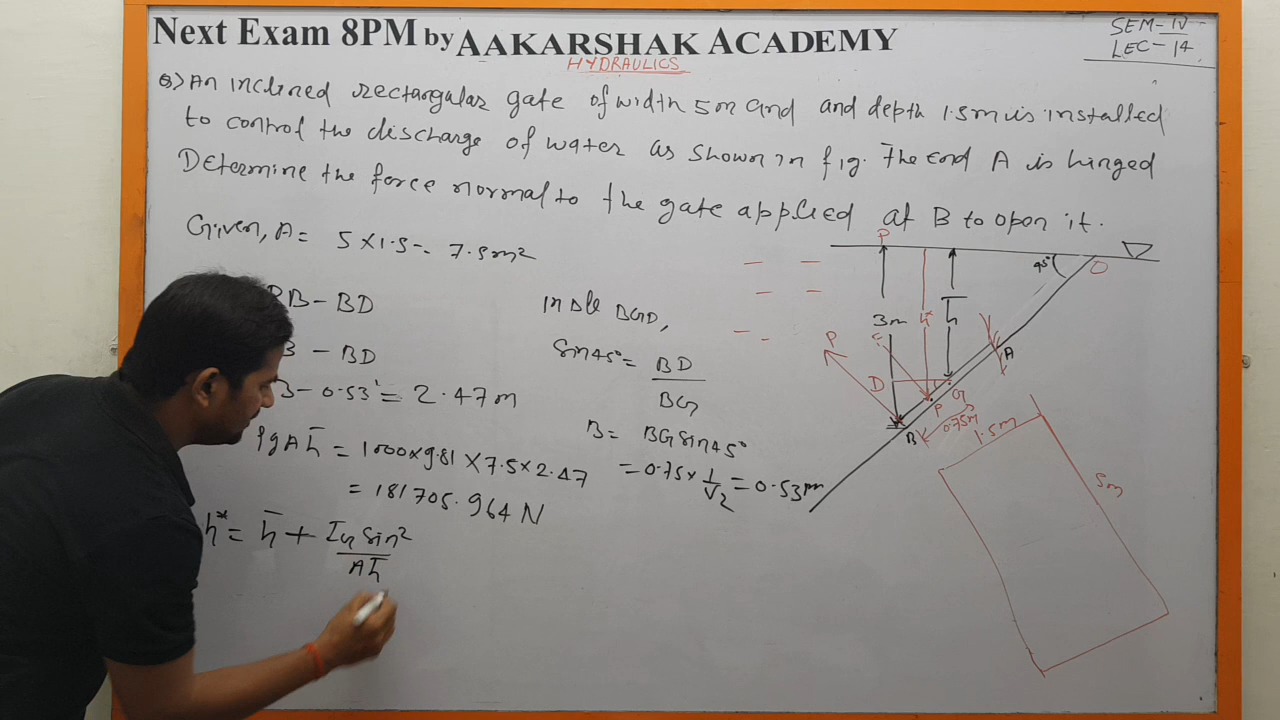 Next Exam 8PM by AAKARSHAK ACADEMY
SEM-IV
LEC-14
HYDRAULICS
Q) An inclined rectangular gate of width 5m and and depth 1.5m is installed
to control the discharge of water as shown in fig. The end A is hinged
Determine the force normal to the gate applied at B to open it.
Given, A = 5 X 1.5 = 7.5m²
PB - BD
B - BD
B - 0.53 = 2.47m
ρgAh̄ = 1000 x 9.81 X 7.5 x 2.47
= 181705.964 N
h* = h̄ + IG Sin²
Ah̄
In Δle BGD,
Sin45° = BD
BG
B = BG Sin45°
= 0.75 x 1/√2 = 0.53m
P
45°
O
3m
h*
h̄
F
P
A
D
G
P
B
0.75m
1.5m
5m